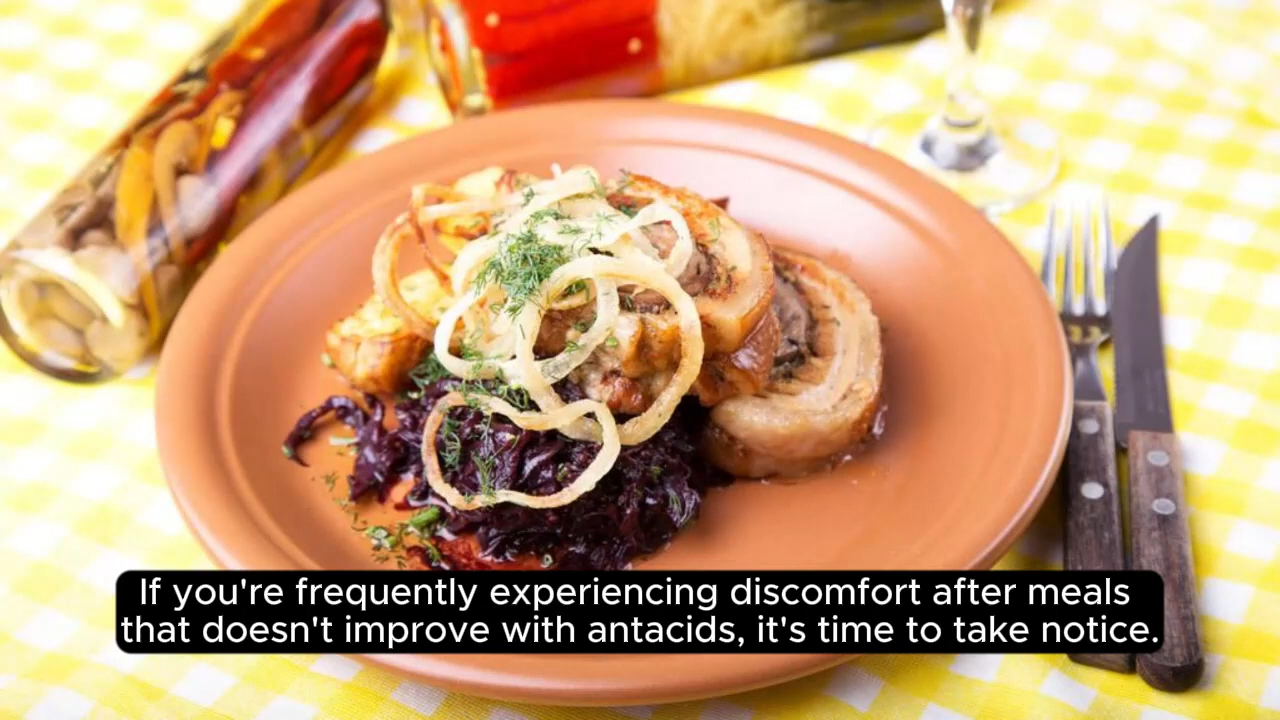 If you're frequently experiencing discomfort after meals
that doesn't improve with antacids, it's time to take notice.